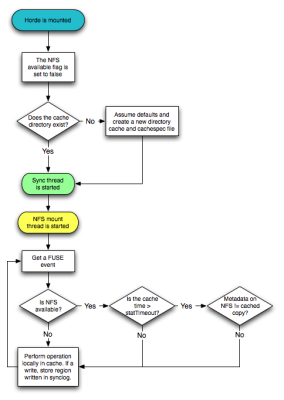 Horde is mounted
The NFS
available flag is
set to false
Does the cache
directory exist?
No
Assume defaults and
create a new directory
cache and cachespec file
Yes
Sync thread
is started
NFS mount
thread is started
Get a FUSE
event
Is NFS
available?
Yes
Is the cache
time >
statTimeout?
Yes
Metadata on
NFS != cached
copy?
No
No
No
Perform operation
locally in cache. If a
write, store region
written in synclog.